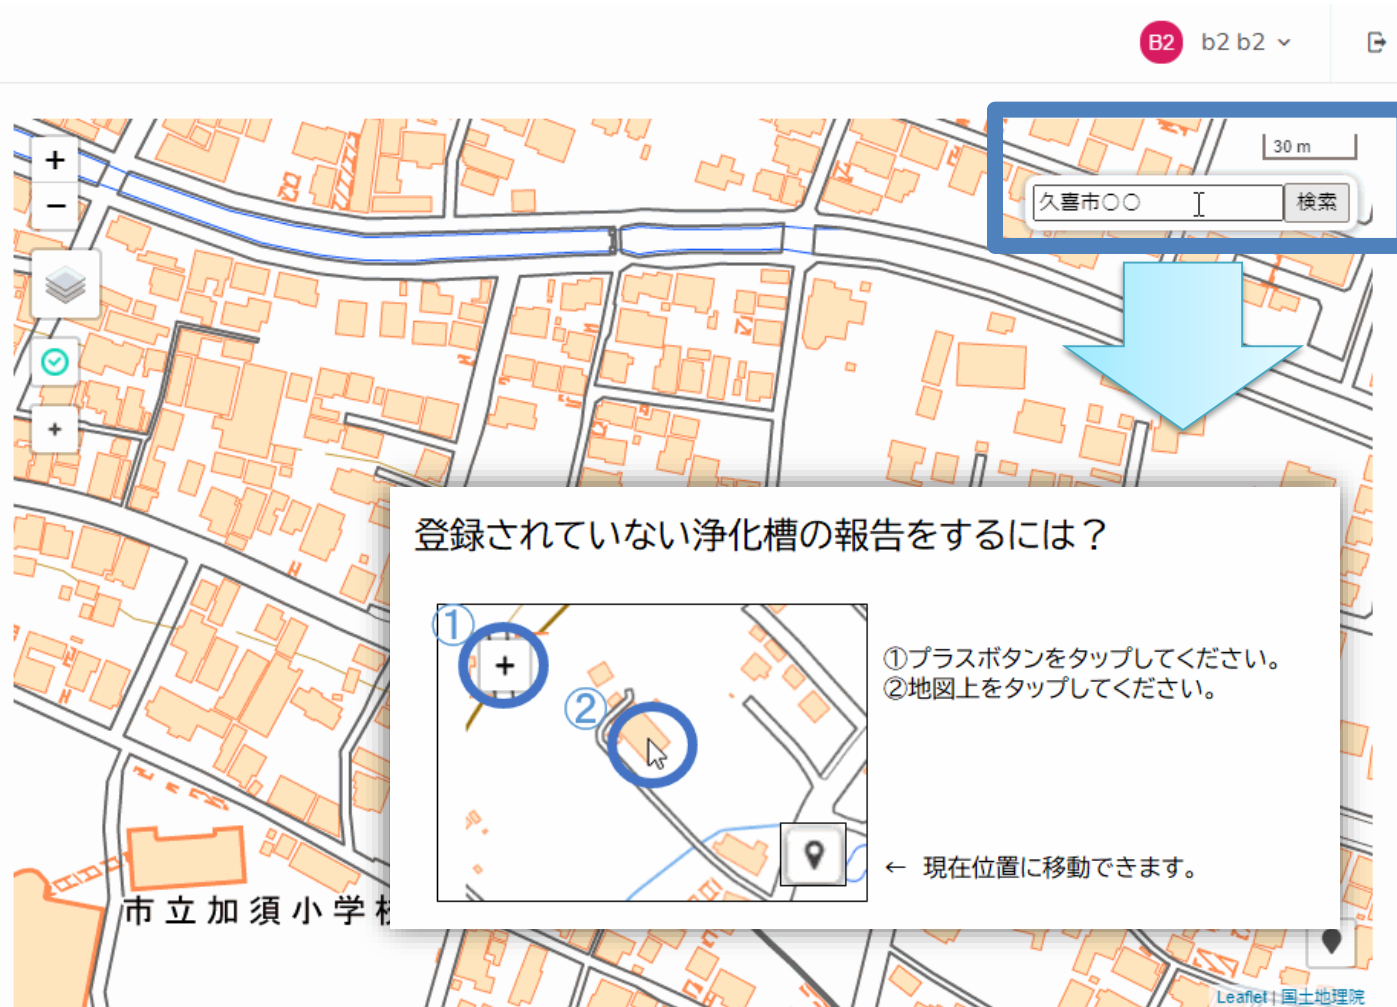 B2
b2 b2
30 m
久喜市○○
検索
登録されていない浄化槽の報告をするには？
①
②
①プラスボタンをタップしてください。
②地図上をタップしてください。
← 現在位置に移動できます。
市立加須小学校
Leaflet | 国土地理院